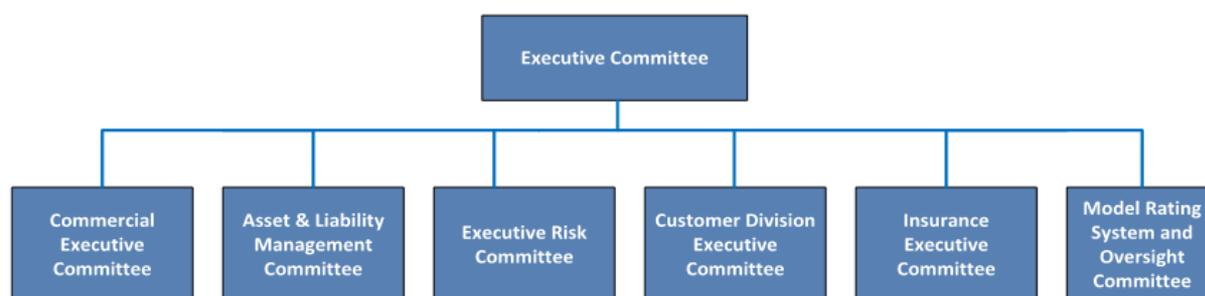 Executive Committee
Commercial
Executive
Committee
Asset & Liability
Management
Committee
Executive Risk
Committee
Customer Division
Executive
Committee
Insurance
Executive
Committee
Model Rating
System and
Oversight
Committee